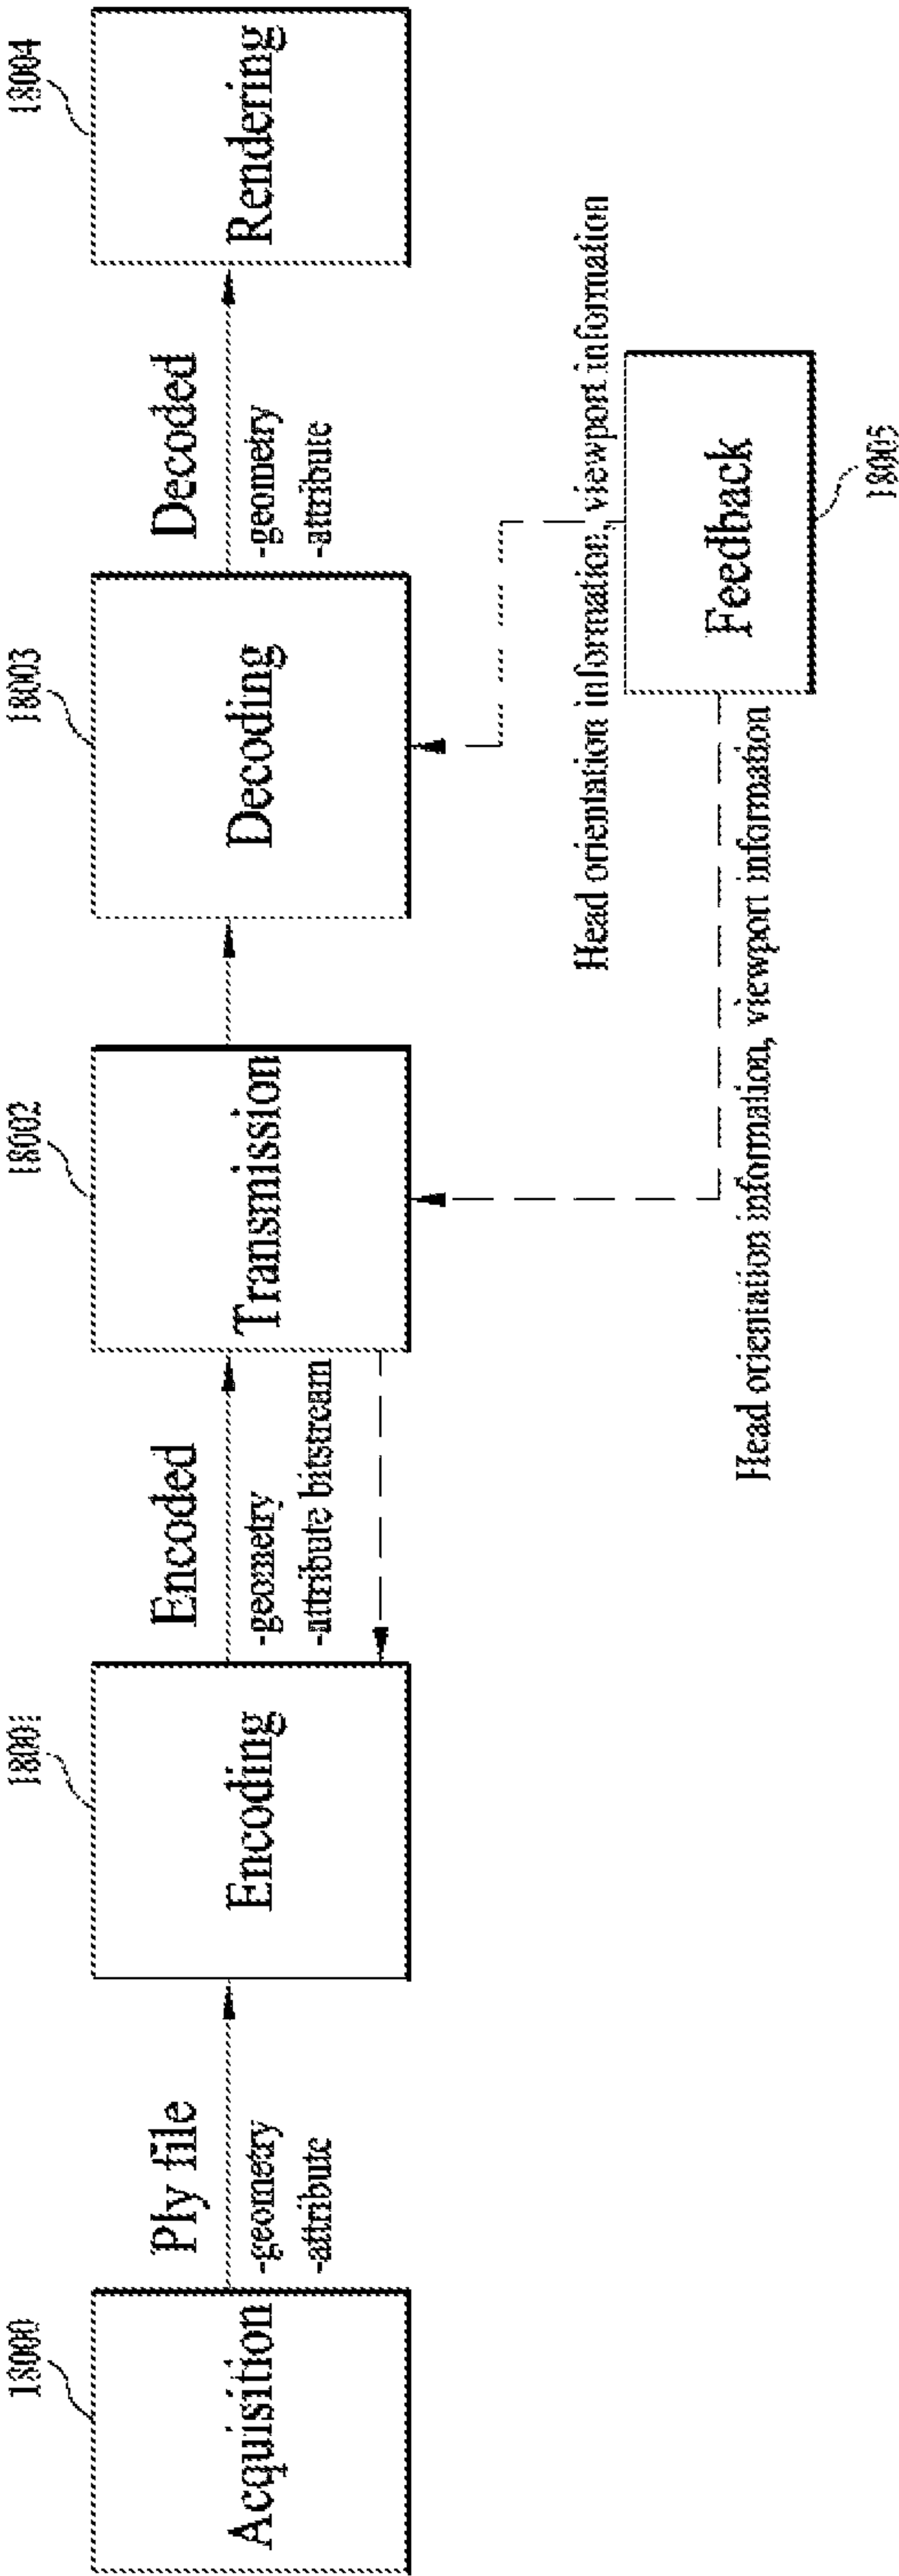 18000
Acquisition
Ply file
-geometry
-attribute
18001
Encoding
Encoded
-geometry
-attribute bitstream
18002
Transmission
18003
Decoding
Decoded
-geometry
-attribute
18004
Rendering
Head orientation information, viewport information
Feedback
18005
Head orientation information, viewport information